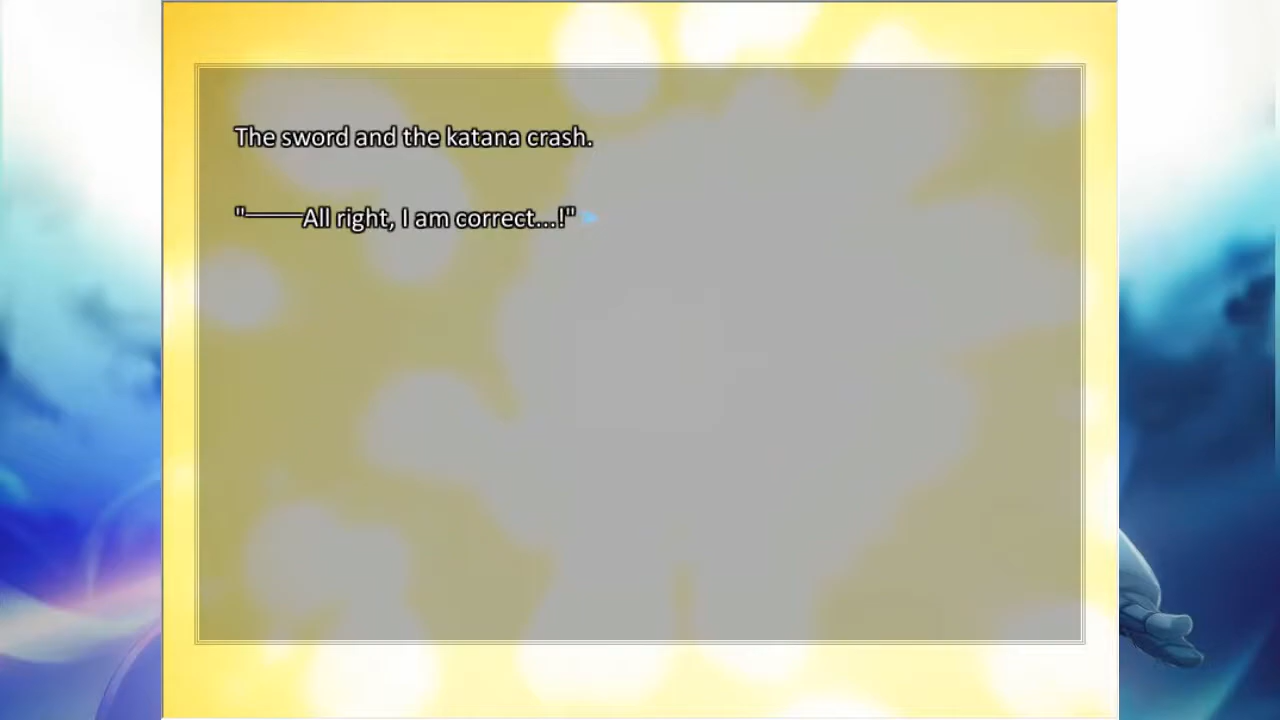 The sword and the katana crash.
"───All right, I am correct...!"